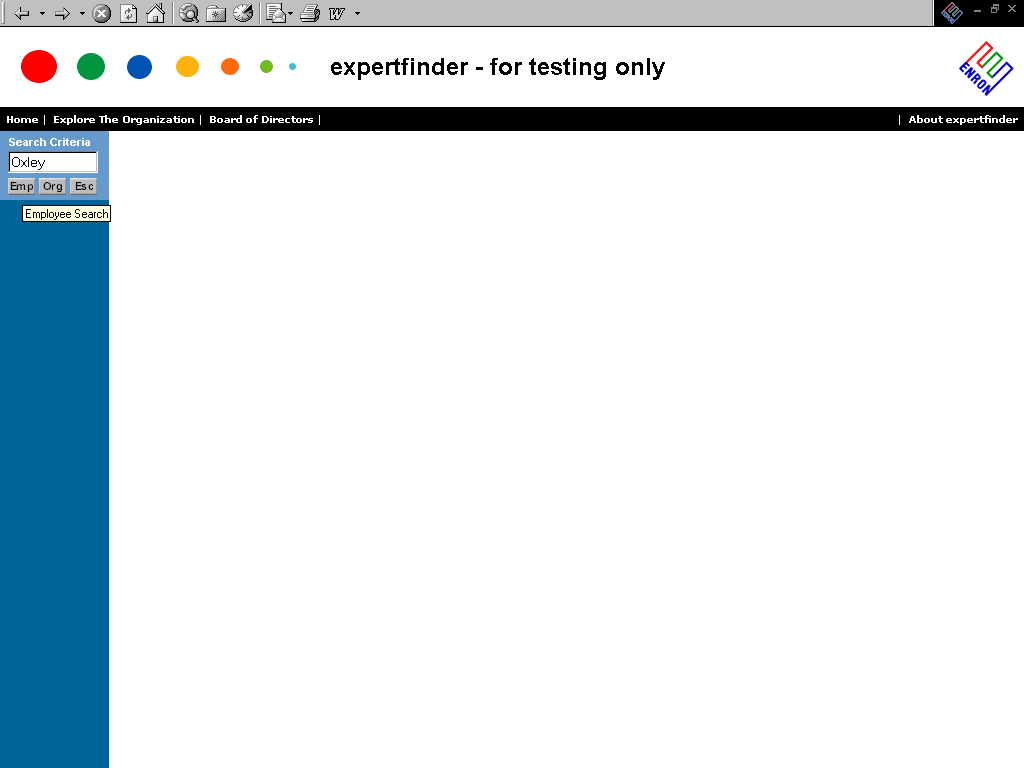 W
expertfinder - for testing only
ENRON
Home | Explore The Organization | Board of Directors |
| About expertfinder
Search Criteria
Oxley
Emp Org Esc
Employee Search